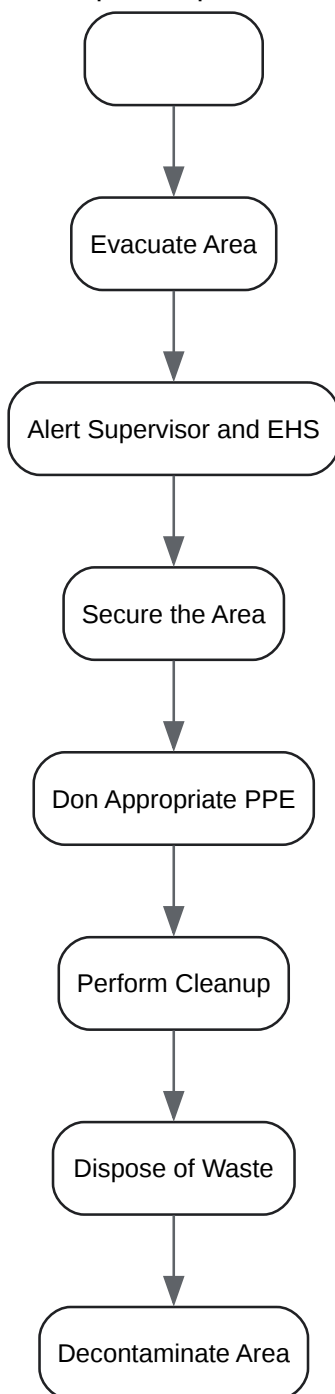 Evacuate Area
Alert Supervisor and EHS
Secure the Area
Don Appropriate PPE
Perform Cleanup
Dispose of Waste
Decontaminate Area